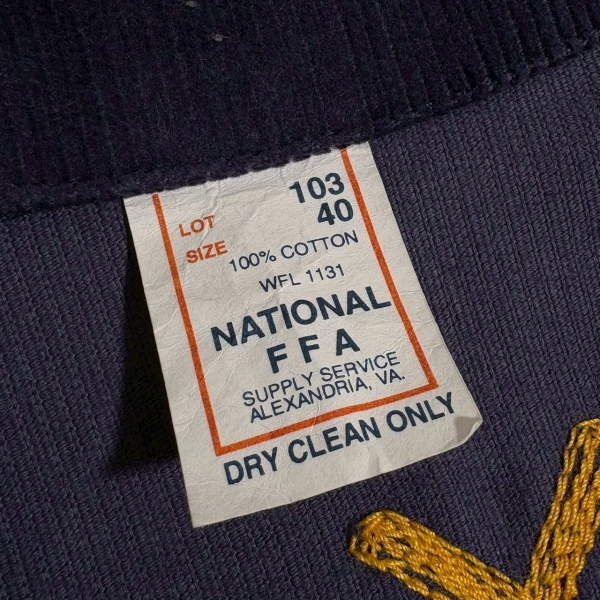 LOT 103
SIZE 40
100% COTTON
WFL 1131
NATIONAL
F F A
SUPPLY SERVICE
ALEXANDRIA, VA.
DRY CLEAN ONLY